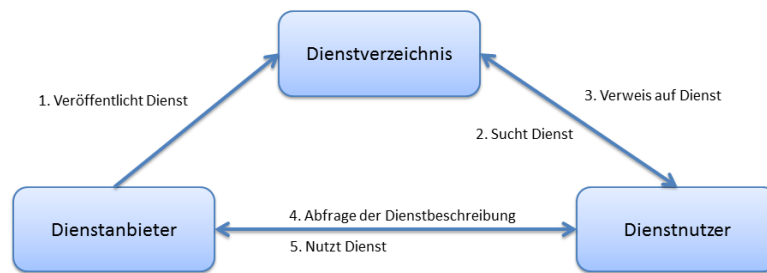 Dienstverzeichnis
1. Veröffentlicht Dienst
3. Verweis auf Dienst
2. Sucht Dienst
Dienstanbieter
4. Abfrage der Dienstbeschreibung
5. Nutzt Dienst
Dienstnutzer